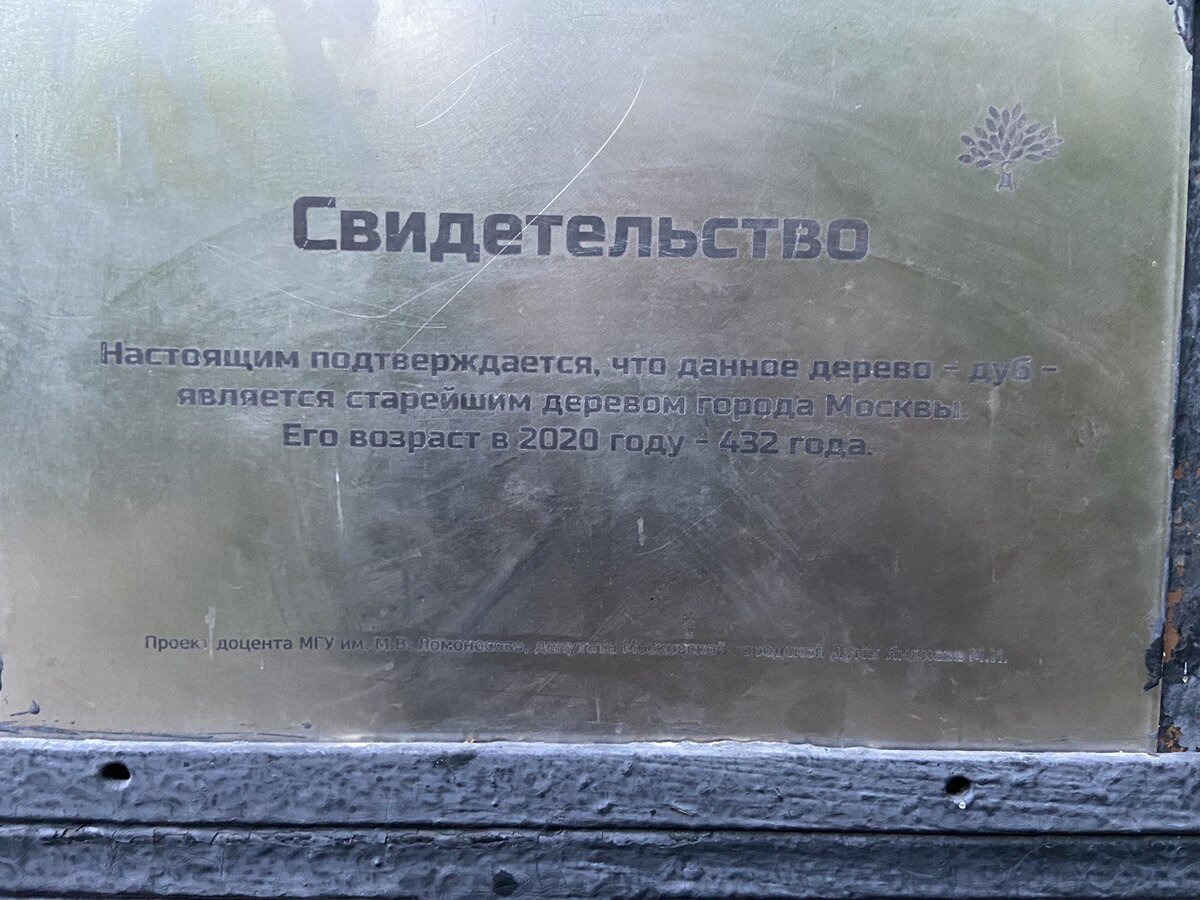 Свидетельство
Настоящим подтверждается, что данное дерево - дуб -
является старейшим деревом города Москвы.
Его возраст в 2020 году - 432 года.
Проект доцента МГУ им. М.В. Ломоносова, депутата Московской городской Думы Яндиева М.И.